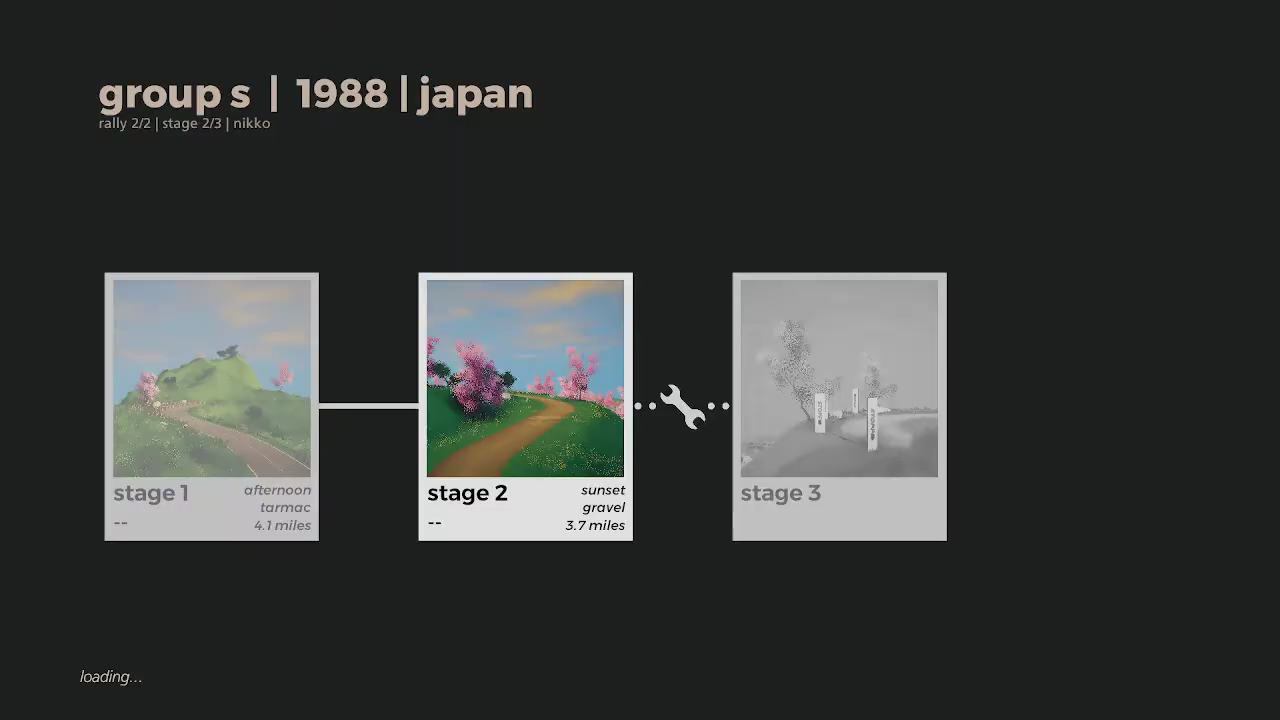 group s | 1988 | japan
rally 2/2 | stage 2/3 | nikko
stage 1
afternoon
tarmac
--
4.1 miles
stage 2
sunset
gravel
--
3.7 miles
stage 3
loading...